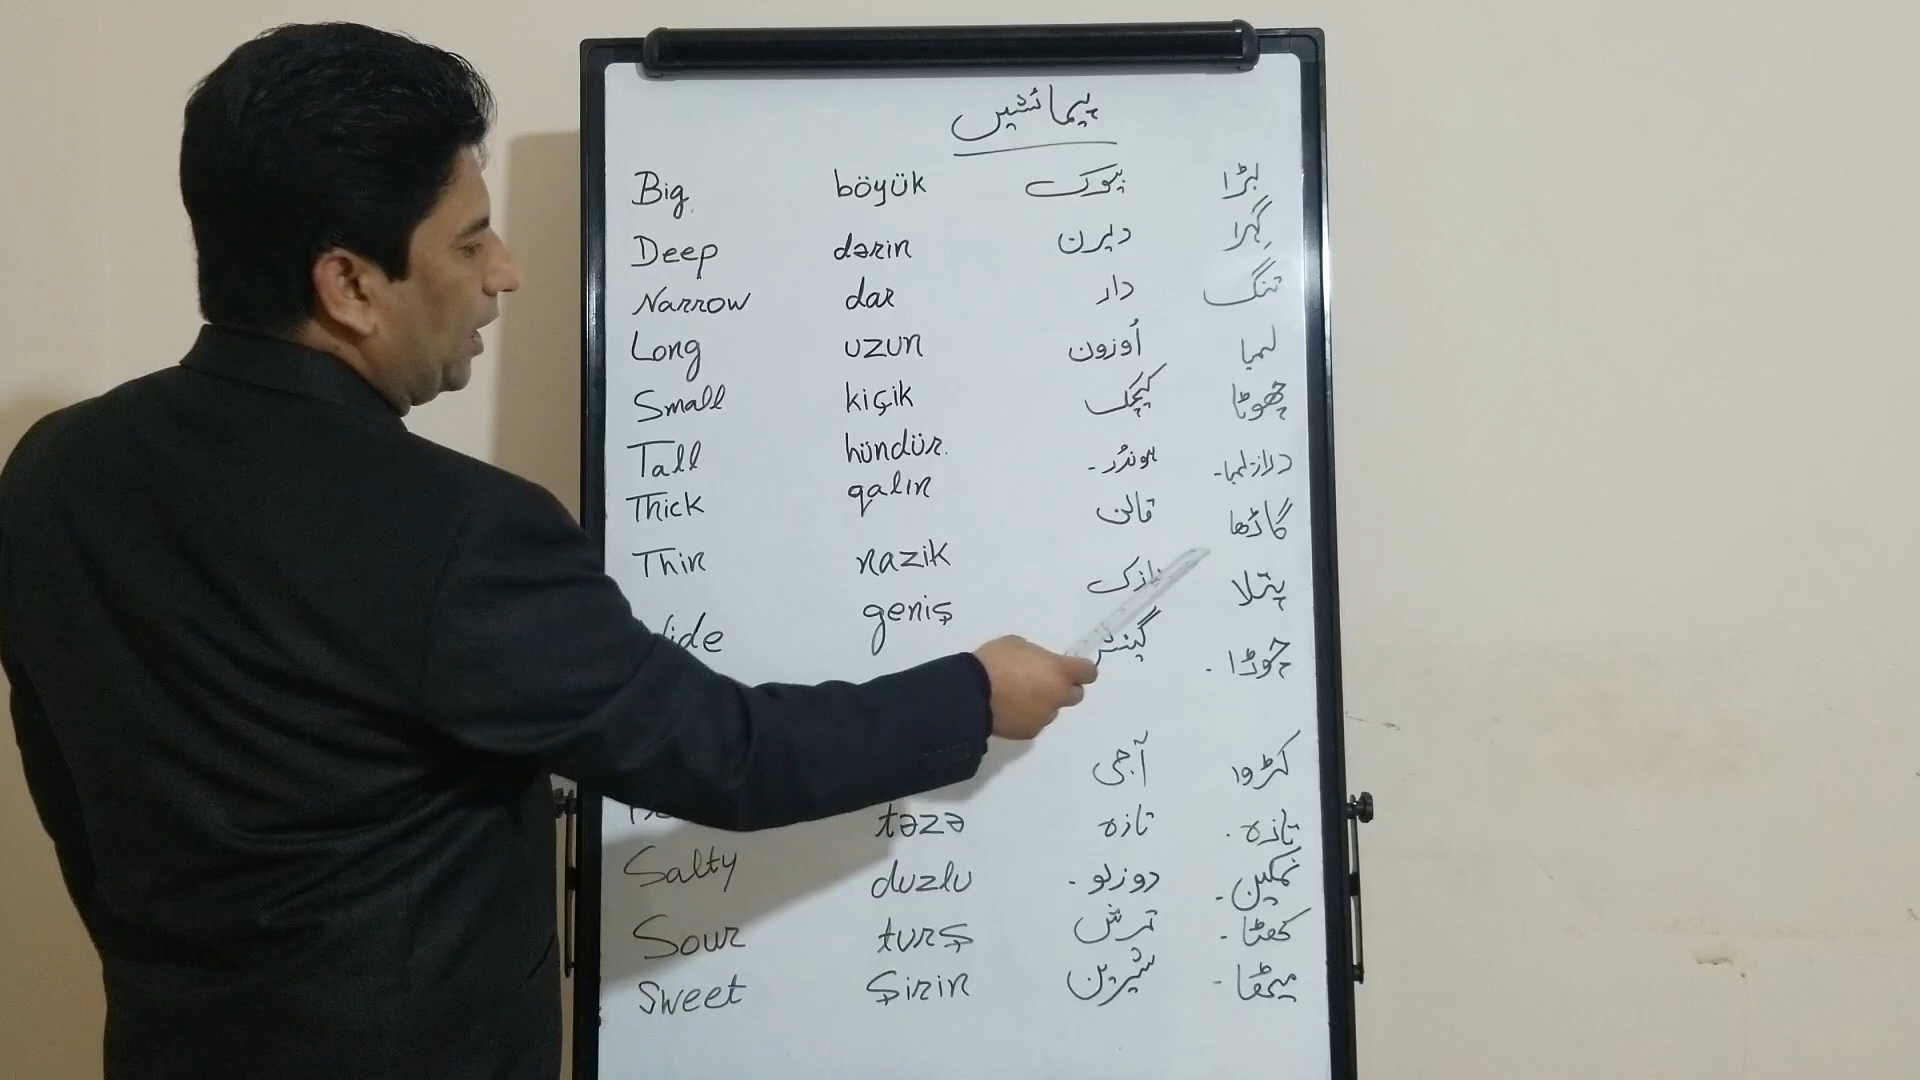 پیمائشیں
Big böyük بیوک بڑا
Deep dərin دیرن گہرا
Narrow dar دار تنگ
Long uzun اُوزون لمبا
Small kiçik کیچک چھوٹا
Tall hündür. ہوندُر - دراز،لمبا -
Thick qalın قالن گاڑھا
Thin nazik نازک پتلا
geniş گینش چوڑا -
آجی کڑوا
təzə تازہ تازہ -
Salty duzlu دوزلو - نمکین -
Sour turş ترش کھٹا -
Sweet Şirin شیرین میٹھا -